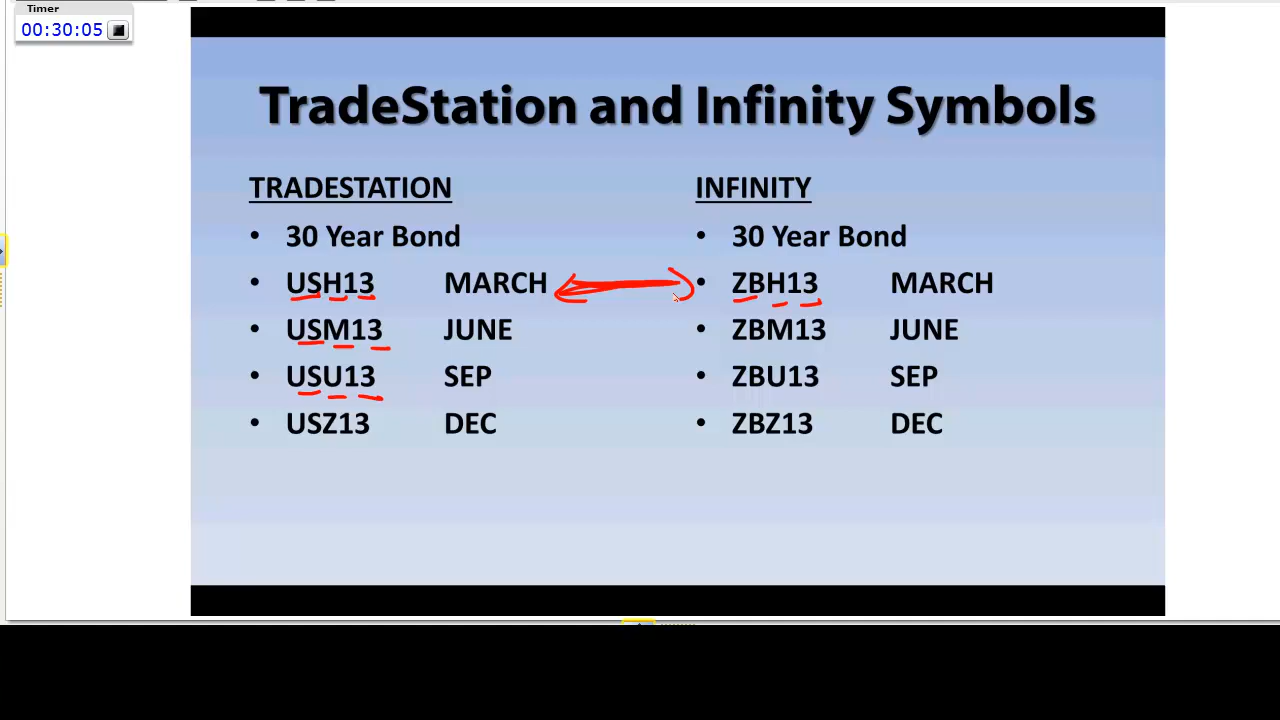 Timer
00:30:05
TradeStation and Infinity Symbols
TRADESTATION
• 30 Year Bond
• USH13 MARCH
• USM13 JUNE
• USU13 SEP
• USZ13 DEC
INFINITY
• 30 Year Bond
• ZBH13 MARCH
• ZBM13 JUNE
• ZBU13 SEP
• ZBZ13 DEC